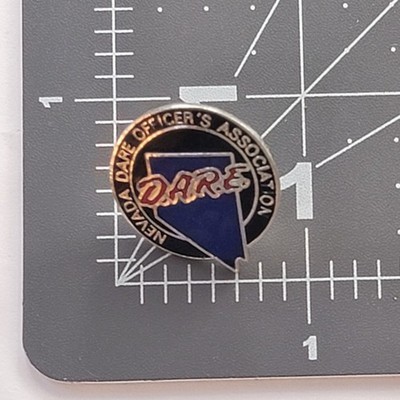 NEVADA DARE OFFICER'S ASSOCIATION
D.A.R.E.
1
1
1